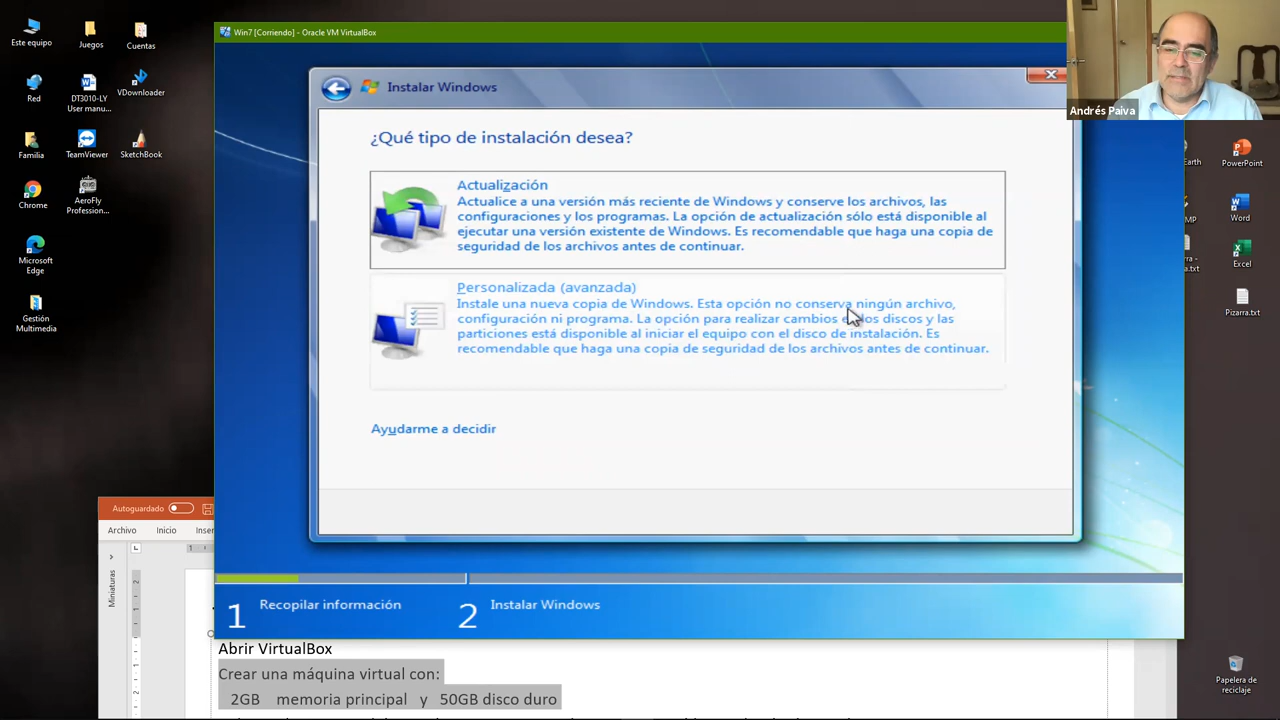 Este equipo
Juegos
Cuentas
Red
DT3010-LY
User manu...
VDownloader
Familia
TeamViewer
SketchBook
Chrome
AeroFly
Profession...
Microsoft
Edge
Gestión
Multimedia
Win7 [Corriendo] - Oracle VM VirtualBox
Instalar Windows
¿Qué tipo de instalación desea?
Actualización
Actualice a una versión más reciente de Windows y conserve los archivos, las
configuraciones y los programas. La opción de actualización sólo está disponible al
ejecutar una versión existente de Windows. Es recomendable que haga una copia de
seguridad de los archivos antes de continuar.
Personalizada (avanzada)
Instale una nueva copia de Windows. Esta opción no conserva ningún archivo,
configuración ni programa. La opción para realizar cambios en los discos y las
particiones está disponible al iniciar el equipo con el disco de instalación. Es
recomendable que haga una copia de seguridad de los archivos antes de continuar.
Ayudarme a decidir
1 Recopilar información
2 Instalar Windows
Andrés Paiva
Earth
PowerPoint
MP
Word
rra -
a.txt
Excel
Pizarra.txt
Papelera de
reciclaje
Autoguardado
Archivo
Inicio
Inser
Miniaturas
Abrir VirtualBox
Crear una máquina virtual con:
2GB memoria principal y 50GB disco duro